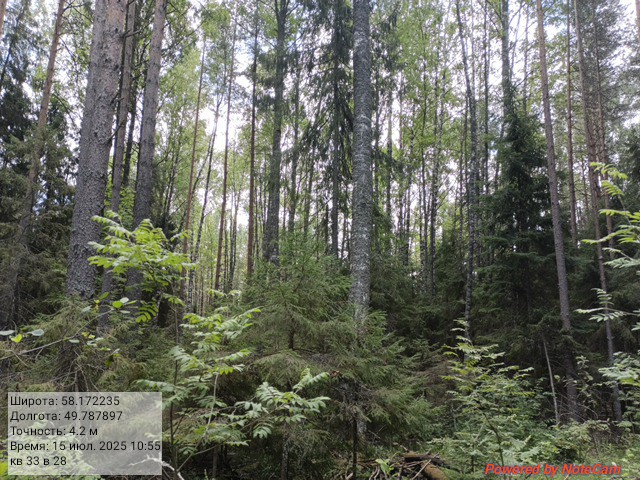 Широта: 58.172235
Долгота: 49.787897
Точность: 4.2 м
Время: 15 июл. 2025 10:55
кв 33 в 28
Powered by NoteCam